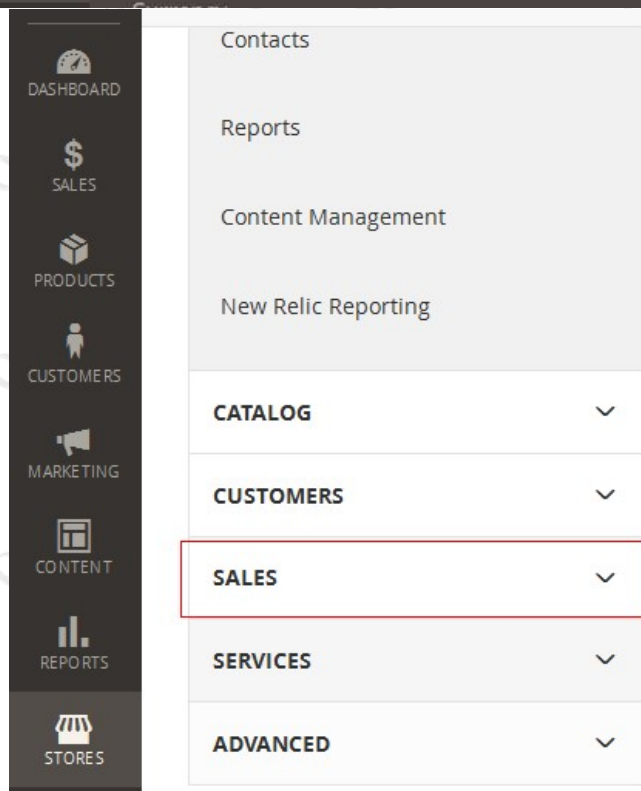 DASHBOARD
SALES
PRODUCTS
CUSTOMERS
MARKETING
CONTENT
REPORTS
STORES
Contacts
Reports
Content Management
New Relic Reporting
CATALOG
CUSTOMERS
SALES
SERVICES
ADVANCED